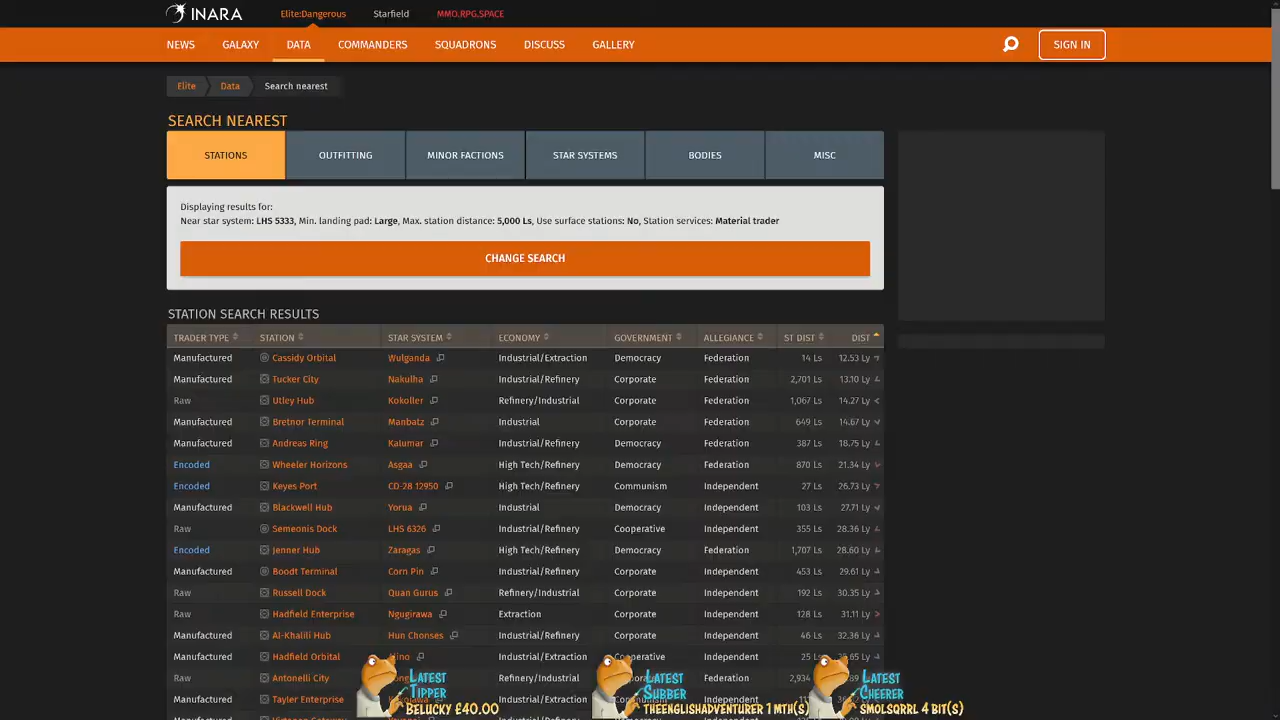 INARA
Elite:Dangerous
Starfield
MMO.RPG.SPACE
NEWS GALAXY DATA COMMANDERS SQUADRONS DISCUSS GALLERY SIGN IN
Elite Data Search nearest
SEARCH NEAREST
STATIONS OUTFITTING MINOR FACTIONS STAR SYSTEMS BODIES MISC
Displaying results for:
Near star system: LHS 5333, Min. landing pad: Large, Max. station distance: 5,000 Ls, Use surface stations: No, Station services: Material trader
CHANGE SEARCH
STATION SEARCH RESULTS
TRADER TYPE STATION STAR SYSTEM ECONOMY GOVERNMENT ALLEGIANCE ST DIST DIST
Manufactured Cassidy Orbital Wulganda Industrial/Extraction Democracy Federation 14 Ls 12.53 Ly
Manufactured Tucker City Nakulha Industrial/Refinery Corporate Federation 2,701 Ls 13.10 Ly
Raw Utley Hub Kokoller Refinery/Industrial Corporate Federation 1,067 Ls 14.27 Ly
Manufactured Bretnor Terminal Manbatz Industrial Corporate Federation 649 Ls 14.67 Ly
Manufactured Andreas Ring Kalumar Industrial/Refinery Democracy Federation 387 Ls 18.75 Ly
Encoded Wheeler Horizons Asgaa High Tech/Refinery Democracy Federation 870 Ls 21.34 Ly
Encoded Keyes Port CD-28 12950 High Tech/Refinery Communism Independent 27 Ls 26.73 Ly
Manufactured Blackwell Hub Yorua Industrial Democracy Independent 103 Ls 27.71 Ly
Raw Semeonis Dock LHS 6326 Industrial/Refinery Cooperative Independent 355 Ls 28.36 Ly
Encoded Jenner Hub Zaragas High Tech/Refinery Democracy Federation 1,707 Ls 28.60 Ly
Manufactured Boodt Terminal Corn Pin Industrial/Refinery Corporate Independent 453 Ls 29.61 Ly
Raw Russell Dock Quan Gurus Refinery/Industrial Corporate Independent 192 Ls 30.35 Ly
Raw Hadfield Enterprise Ngugirawa Extraction Corporate Independent 128 Ls 31.11 Ly
Manufactured Al-Khalili Hub Hun Chonses Industrial/Refinery Corporate Independent 46 Ls 32.36 Ly
Manufactured Hadfield Orbital Industrial/Extraction Independent 25 Ls
Raw Antonelli City Refinery/Industrial Independent 2,934
Manufactured Tayler Enterprise Industrial/Extraction Independent
LATEST TIPPER
BELUCKY £40.00
LATEST SUBBER
THEENGLISHADVENTURER 1 MTH(S)
LATEST CHEERER
SMOLSQRRL 4 BIT(S)